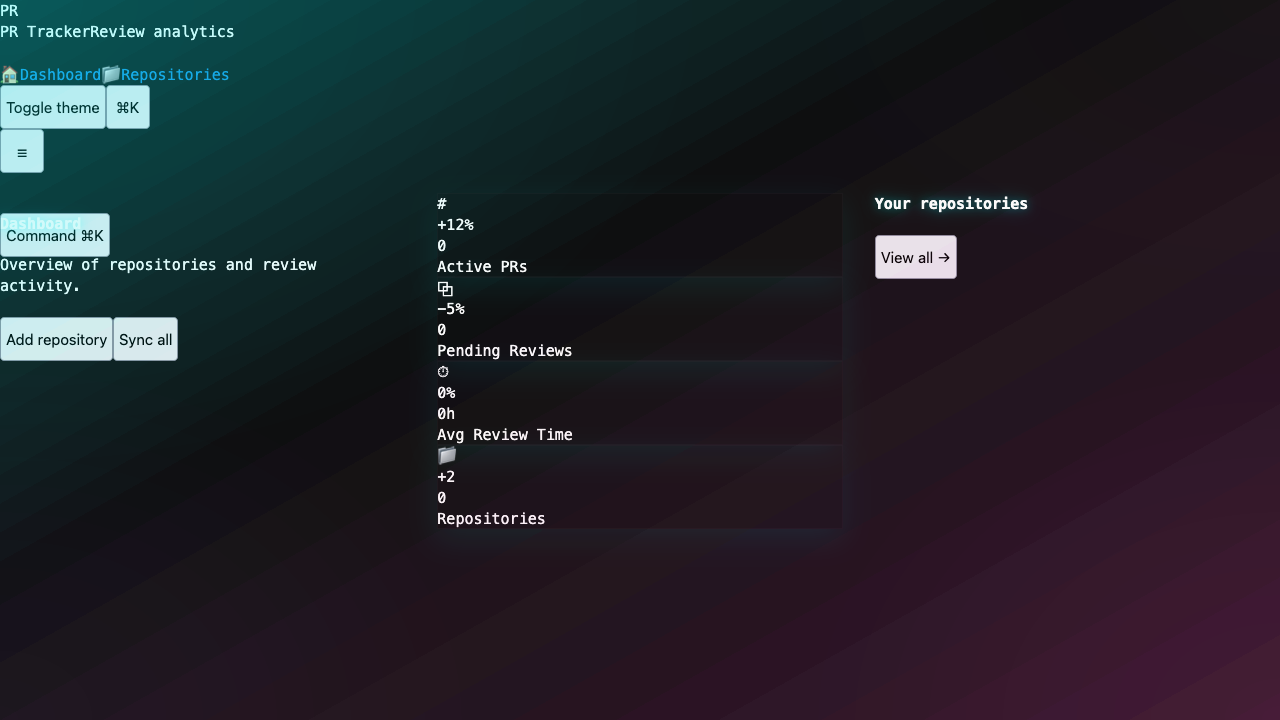 PR
PR TrackerReview analytics
🏠Dashboard📁Repositories
Toggle theme ⌘K
≡
Dashboard
Command ⌘K
Overview of repositories and review
activity.
Add repository Sync all
#
+12%
0
Active PRs
⧉
−5%
0
Pending Reviews
⏱
0%
0h
Avg Review Time
📁
+2
0
Repositories
Your repositories
View all →